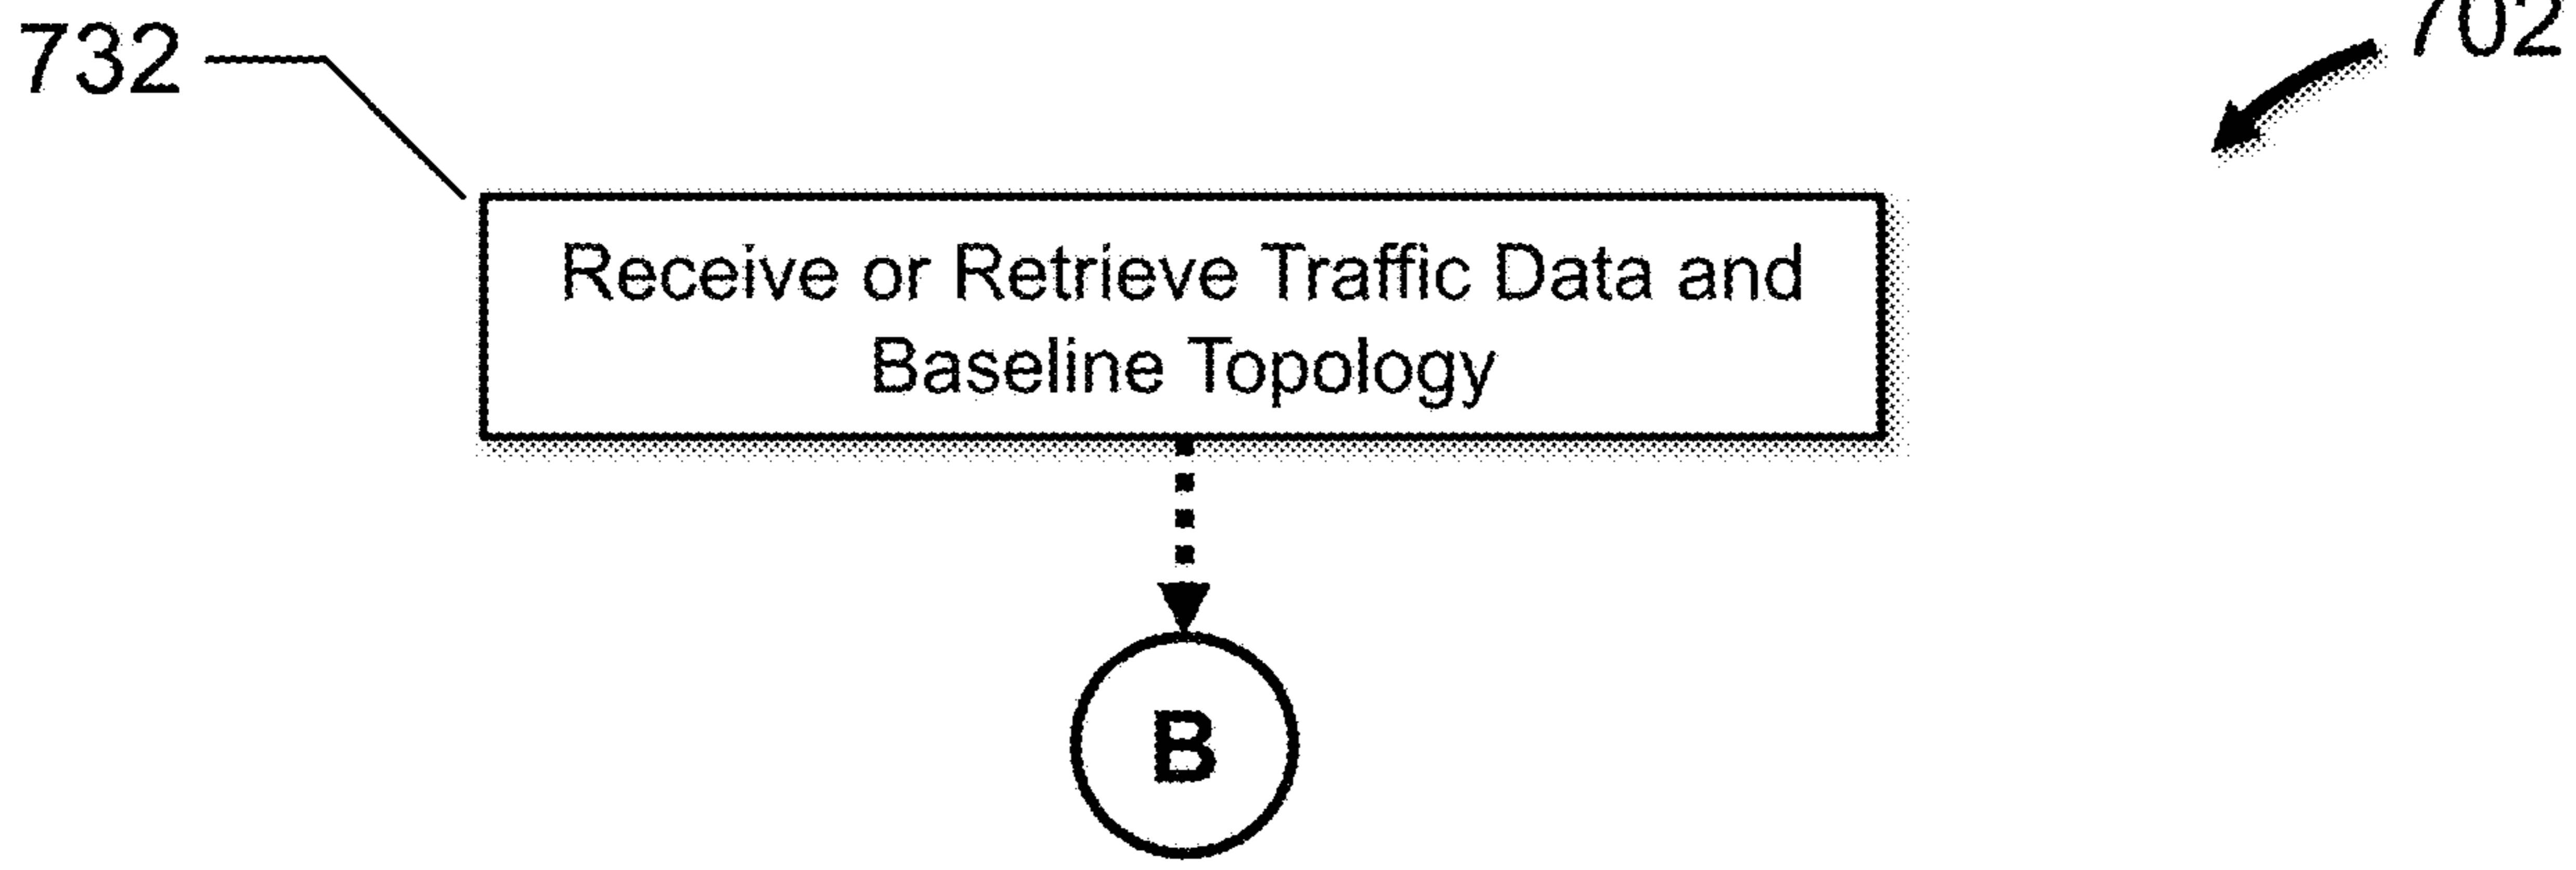 732
702
Receive or Retrieve Traffic Data and
Baseline Topology
B